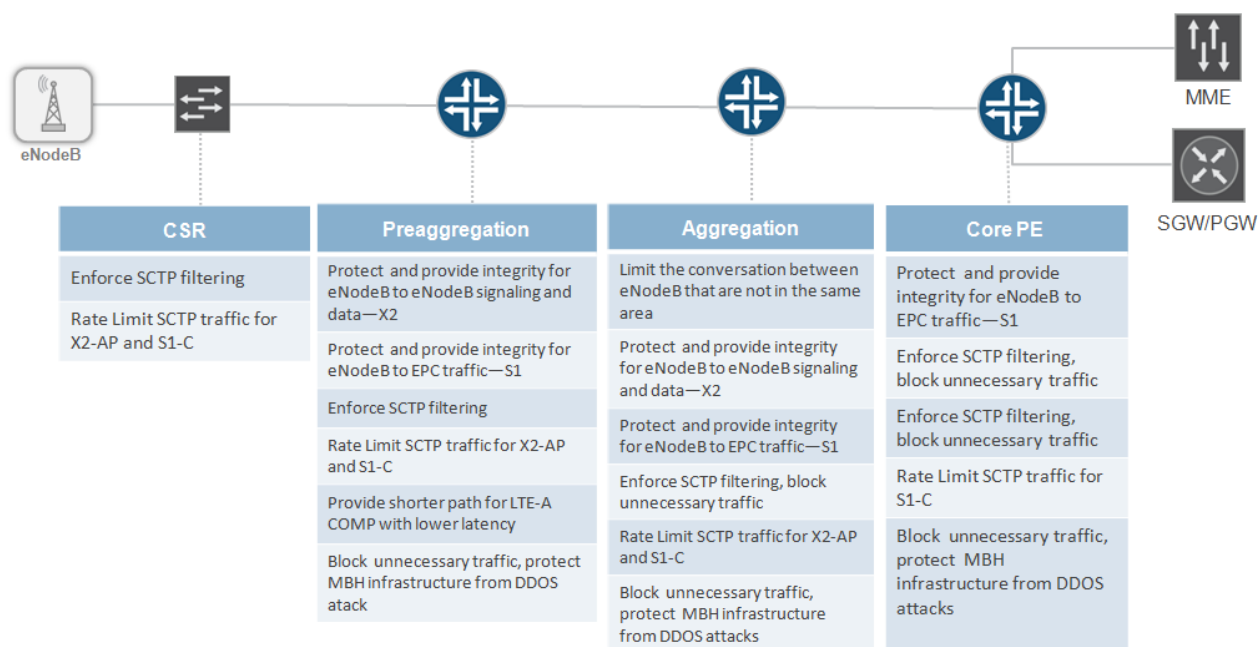 MME
eNodeB
SGW/PGW
CSR
Enforce SCTP filtering
Rate Limit SCTP traffic for
X2-AP and S1-C
Preaggregation
Protect and provide integrity for
eNodeB to eNodeB signaling and
data—X2
Protect and provide integrity for
eNodeB to EPC traffic—S1
Enforce SCTP filtering
Rate Limit SCTP traffic for X2-AP
and S1-C
Provide shorter path for LTE-A
COMP with lower latency
Block unnecessary traffic, protect
MBH infrastructure from DDOS
atack
Aggregation
Limit the conversation between
eNodeB that are not in the same
area
Protect and provide integrity
for eNodeB to eNodeB signaling
and data—X2
Protect and provide integrity
for eNodeB to EPC traffic—S1
Enforce SCTP filtering, block
unnecessary traffic
Rate Limit SCTP traffic for X2-AP
and S1-C
Block unnecessary traffic,
protect MBH infrastructure
from DDOS attacks
Core PE
Protect and provide
integrity for eNodeB to
EPC traffic—S1
Enforce SCTP filtering,
block unnecessary traffic
Enforce SCTP filtering,
block unnecessary traffic
Rate Limit SCTP traffic for
S1-C
Block unnecessary traffic,
protect MBH
infrastructure from DDOS
attacks